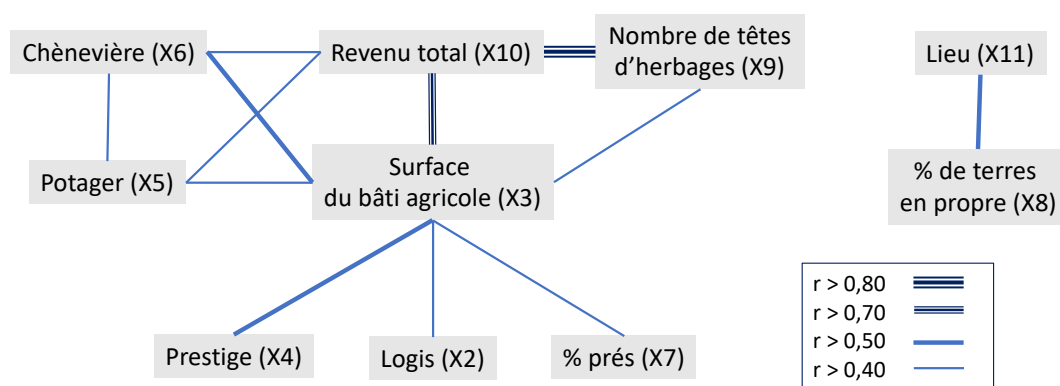 Chènevière (X6)
Revenu total (X10)
Nombre de têtes
d’herbages (X9)
Lieu (X11)
Potager (X5)
Surface
du bâti agricole (X3)
% de terres
en propre (X8)
Prestige (X4)
Logis (X2)
% prés (X7)
r > 0,80
r > 0,70
r > 0,50
r > 0,40